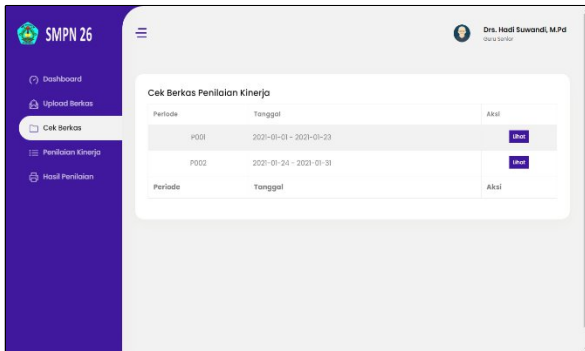 SMPN 26
Drs. Hadi Suwandi, M.Pd
Guru Senior
Dashboard
Upload Berkas
Cek Berkas
Penilaian Kinerja
Hasil Penilaian
Cek Berkas Penilaian Kinerja
Periode Tanggal Aksi
P001 2021-01-01 - 2021-01-23 Lihat
P002 2021-01-24 - 2021-01-31 Lihat
Periode Tanggal Aksi